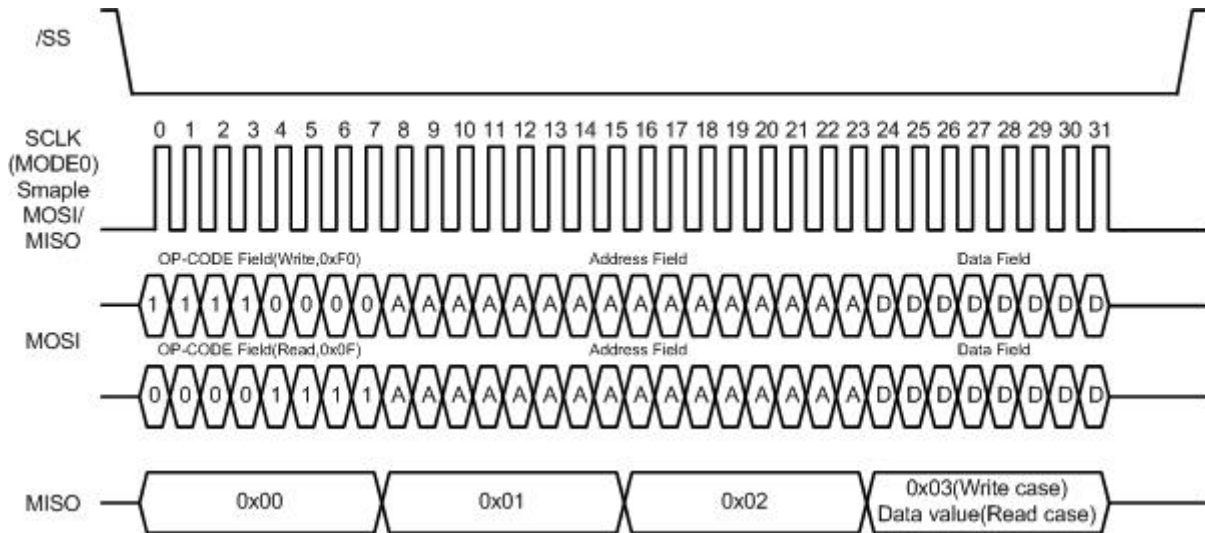 /SS
0 1 2 3 4 5 6 7 8 9 10 11 12 13 14 15 16 17 18 19 20 21 22 23 24 25 26 27 28 29 30 31
SCLK
(MODE0)
Smaple
MOSI/
MISO
OP-CODE Field(Write,0xF0) Address Field Data Field
1 1 1 1 0 0 0 0 A A A A A A A A A A A A A A A A D D D D D D D D
MOSI
OP-CODE Field(Read,0x0F) Address Field Data Field
0 0 0 0 1 1 1 1 A A A A A A A A A A A A A A A A D D D D D D D D
MISO 0x00 0x01 0x02 0x03(Write case)
Data value(Read case)